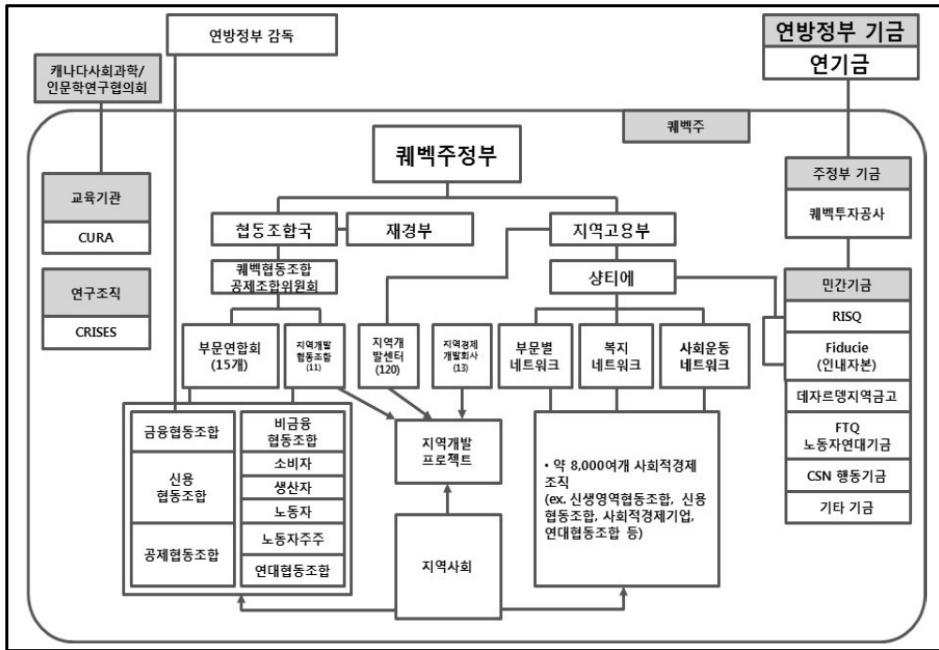 연방정부 감독
연방정부 기금
연기금
캐나다사회과학/
인문학연구협의회
퀘벡주
퀘벡주정부
교육기관
CURA
연구조직
CRISES
주정부 기금
퀘벡투자공사
협동조합국
재경부
지역고용부
퀘벡협동조합
공제조합위원회
샹티에
민간기금
RISQ
Fiducie
(인내자본)
데자르뎅지역금고
FTQ
노동자연대기금
CSN 행동기금
기타 기금
부문연합회
(15개)
지역개발
협동조합
(11)
지역개
발센터
(120)
지역경제
개발회사
(13)
부문별
네트워크
복지
네트워크
사회운동
네트워크
금융협동조합
신용
협동조합
공제협동조합
비금융
협동조합
소비자
생산자
노동자
노동자주주
연대협동조합
지역개발
프로젝트
지역사회
• 약 8,000여개 사회적경제
조직
(ex. 신생영역협동조합, 신용
협동조합, 사회적경제기업,
연대협동조합 등)